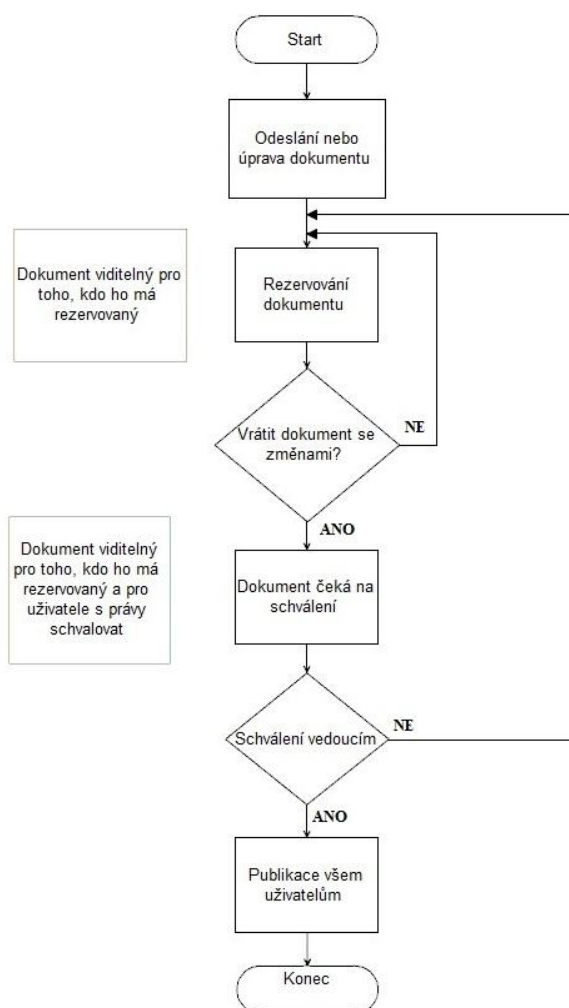 Start
Odeslání nebo
úprava dokumentu
Dokument viditelný pro
toho, kdo ho má
rezervovaný
Rezervování
dokumentu
Vrátit dokument se
změnami?
NE
ANO
Dokument viditelný
pro toho, kdo ho má
rezervovaný a pro
uživatele s právy
schvalovat
Dokument čeká na
schválení
Schválení vedoucím
NE
ANO
Publikace všem
uživatelům
Konec